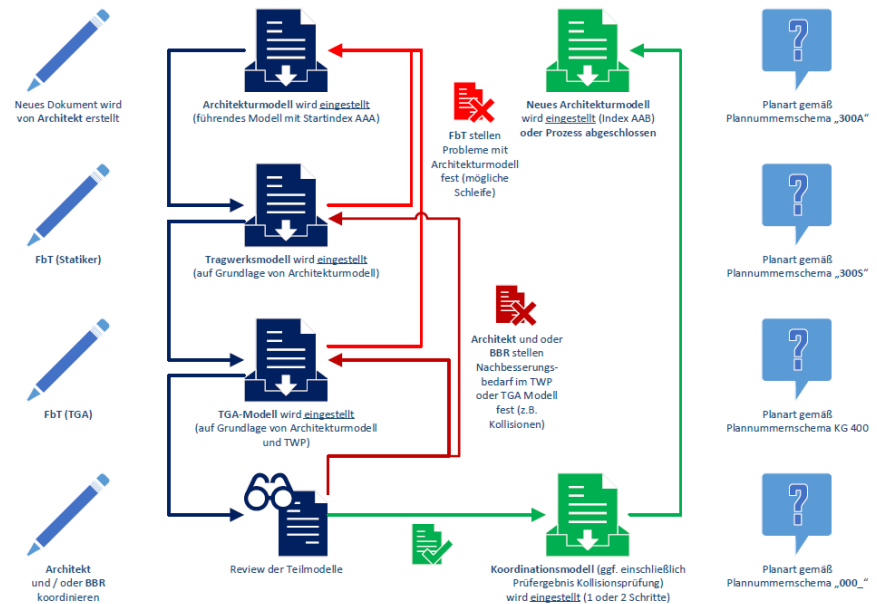 Neues Dokument wird
von Architekt erstellt
Architekturmodell wird eingestellt
(führendes Modell mit Startindex AAA)
FbT stellen
Probleme mit
Architekturmodell
fest (mögliche
Schleife)
Neues Architekturmodell
wird eingestellt (Index AAB)
oder Prozess abgeschlossen
?
Planart gemäß
Plannummernschema „300A“
FbT (Statiker)
Tragwerksmodell wird eingestellt
(auf Grundlage von Architekturmodell)
?
Planart gemäß
Plannummernschema „300S“
Architekt und oder
BBR stellen
Nachbesserungs-
bedarf im TWP
oder TGA Modell
fest (z.B.
Kollisionen)
FbT (TGA)
TGA-Modell wird eingestellt
(auf Grundlage von Architekturmodell
und TWP)
?
Planart gemäß
Plannummernschema KG 400
Architekt
und / oder BBR
koordinieren
Review der Teilmodelle
Koordinationsmodell (ggf. einschließlich
Prüfergebnis Kollisionsprüfung)
wird eingestellt (1 oder 2 Schritte)
?
Planart gemäß
Plannummernschema „000_“